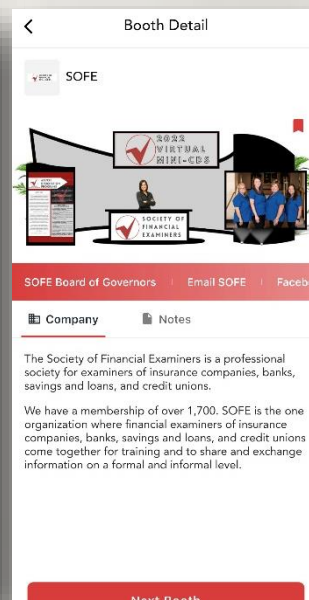 Booth Detail
SOFE
2022
VIRTUAL
MINI-CDS
SOCIETY OF
FINANCIAL
EXAMINERS
SOFE Board of Governors
Email SOFE
Faceb
Company
Notes
The Society of Financial Examiners is a professional
society for examiners of insurance companies, banks,
savings and loans, and credit unions.
We have a membership of over 1,700. SOFE is the one
organization where financial examiners of insurance
companies, banks, savings and loans, and credit unions
come together for training and to share and exchange
information on a formal and informal level.
Next Booth